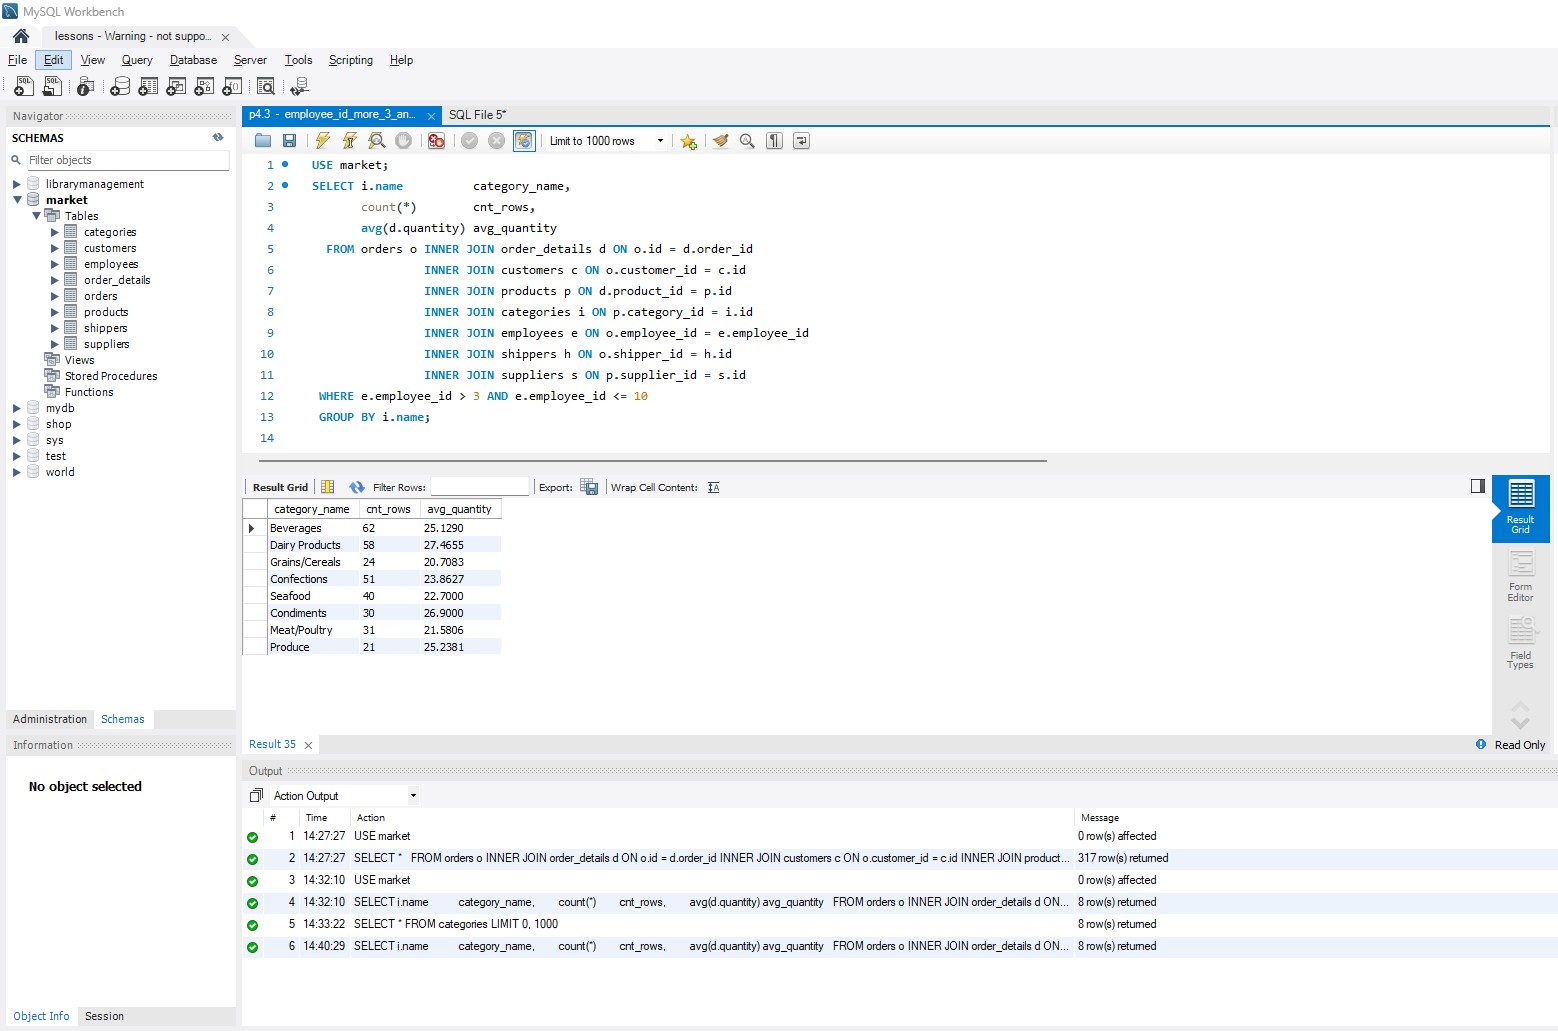 MySQL Workbench
lessons - Warning - not suppo...
File Edit View Query Database Server Tools Scripting Help
Navigator
SCHEMAS
Filter objects
librarymanagement
market
Tables
categories
customers
employees
order_details
orders
products
shippers
suppliers
Views
Stored Procedures
Functions
mydb
shop
sys
test
world
Administration Schemas
Information
No object selected
Object Info Session
p4.3 - employee_id_more_3_an... SQL File 5*
Limit to 1000 rows
1 USE market;
2 SELECT i.name category_name,
3 count(*) cnt_rows,
4 avg(d.quantity) avg_quantity
5 FROM orders o INNER JOIN order_details d ON o.id = d.order_id
6 INNER JOIN customers c ON o.customer_id = c.id
7 INNER JOIN products p ON d.product_id = p.id
8 INNER JOIN categories i ON p.category_id = i.id
9 INNER JOIN employees e ON o.employee_id = e.employee_id
10 INNER JOIN shippers h ON o.shipper_id = h.id
11 INNER JOIN suppliers s ON p.supplier_id = s.id
12 WHERE e.employee_id > 3 AND e.employee_id <= 10
13 GROUP BY i.name;
14
Result Grid Filter Rows: Export: Wrap Cell Content:
category_name cnt_rows avg_quantity
Beverages 62 25.1290
Dairy Products 58 27.4655
Grains/Cereals 24 20.7083
Confections 51 23.8627
Seafood 40 22.7000
Condiments 30 26.9000
Meat/Poultry 31 21.5806
Produce 21 25.2381
Result
Grid
Form
Editor
Field
Types
Result 35
Read Only
Output
Action Output
# Time Action Message
1 14:27:27 USE market 0 row(s) affected
2 14:27:27 SELECT * FROM orders o INNER JOIN order_details d ON o.id = d.order_id INNER JOIN customers c ON o.customer_id = c.id INNER JOIN product... 317 row(s) returned
3 14:32:10 USE market 0 row(s) affected
4 14:32:10 SELECT i.name category_name, count(*) cnt_rows, avg(d.quantity) avg_quantity FROM orders o INNER JOIN order_details d ON... 8 row(s) returned
5 14:33:22 SELECT * FROM categories LIMIT 0, 1000 8 row(s) returned
6 14:40:29 SELECT i.name category_name, count(*) cnt_rows, avg(d.quantity) avg_quantity FROM orders o INNER JOIN order_details d ON... 8 row(s) returned